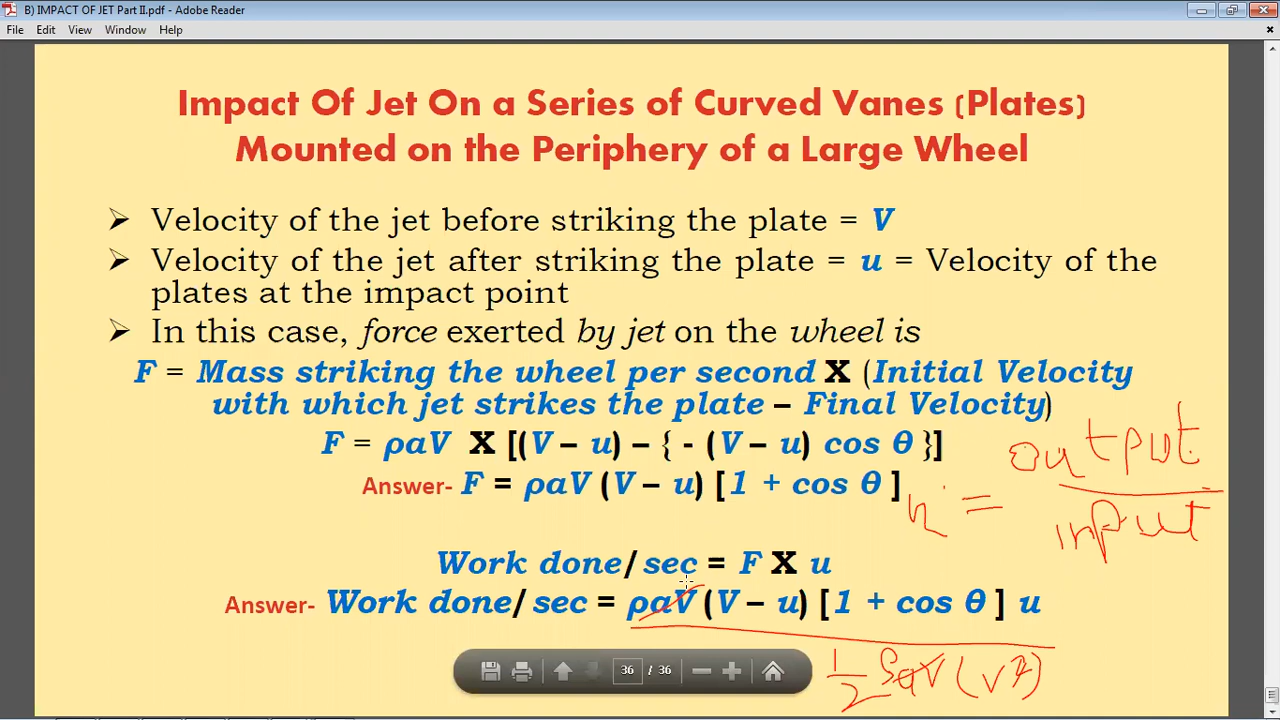 B) IMPACT OF JET Part II.pdf - Adobe Reader
File Edit View Window Help
Impact Of Jet On a Series of Curved Vanes (Plates)
Mounted on the Periphery of a Large Wheel
➢ Velocity of the jet before striking the plate = V
➢ Velocity of the jet after striking the plate = u = Velocity of the
plates at the impact point
➢ In this case, force exerted by jet on the wheel is
F = Mass striking the wheel per second X (Initial Velocity
with which jet strikes the plate – Final Velocity)
F = ρaV X [(V – u) – { - (V – u) cos θ }]
Answer- F = ρaV (V – u) [1 + cos θ ]
η = output
input
Work done/sec = F X u
Answer- Work done/sec = ρaV (V – u) [1 + cos θ ] u
1/2 ρaV (V²)
36 / 36